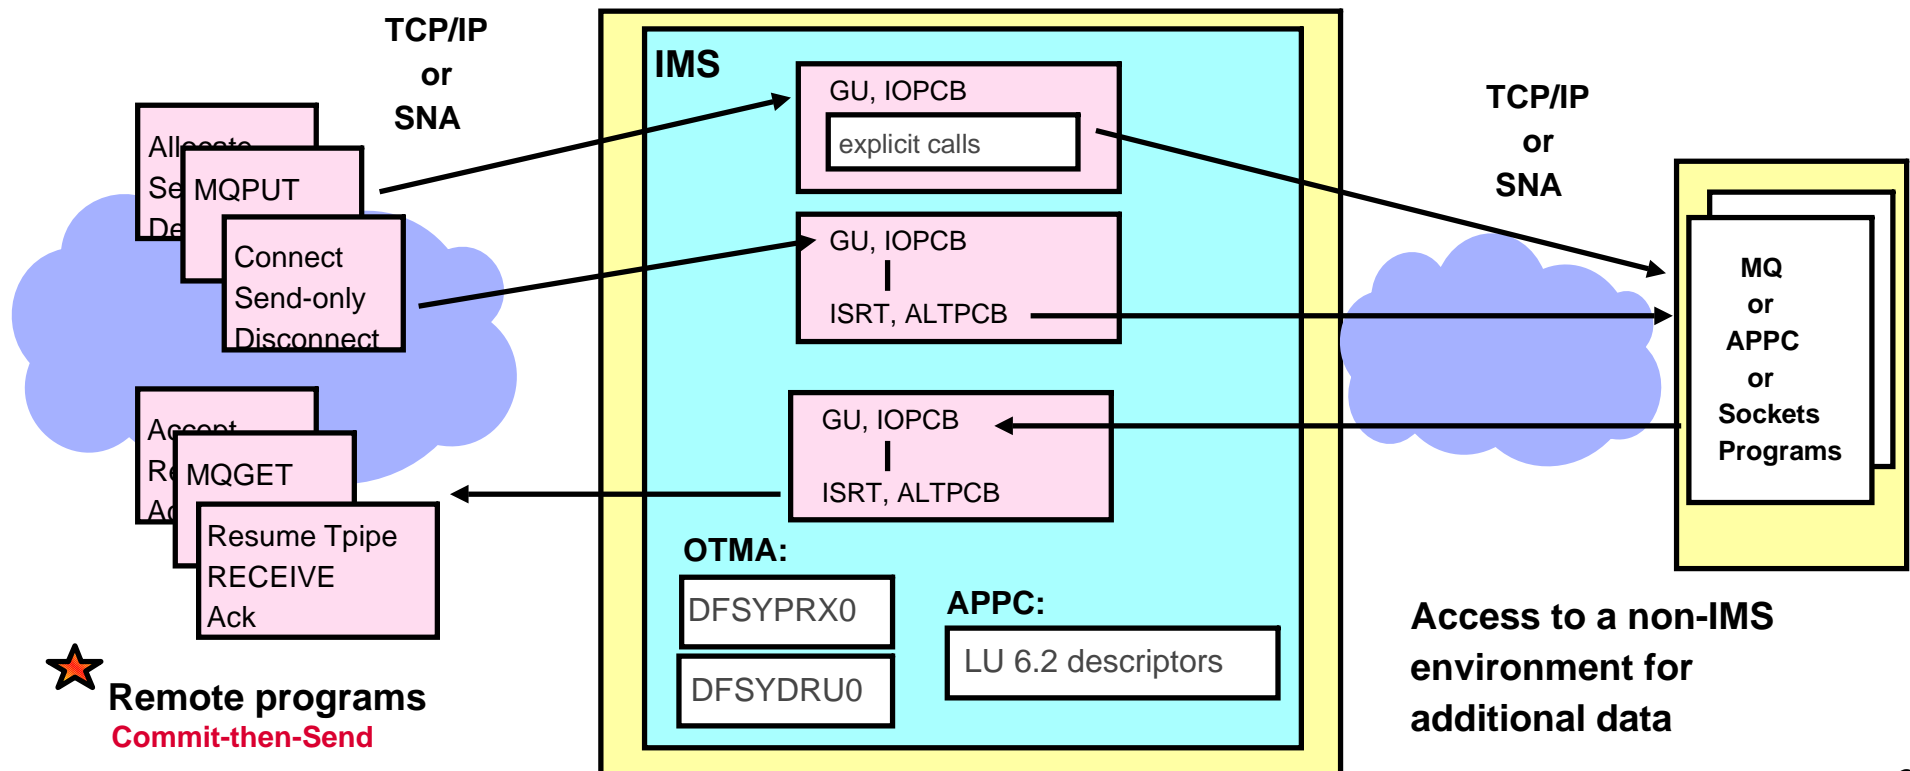 TCP/IP
or
SNA
MQPUT
Connect
Send-only
Disconnect
MQGET
Resume Tpipe
RECEIVE
Ack
Remote programs
Commit-then-Send
IMS
GU, IOPCB
explicit calls
GU, IOPCB
ISRT, ALTPCB
GU, IOPCB
ISRT, ALTPCB
OTMA:
DFSYPRX0
DFSYDRU0
APPC:
LU 6.2 descriptors
TCP/IP
or
SNA
MQ
or
APPC
or
Sockets
Programs
Access to a non-IMS
environment for
additional data